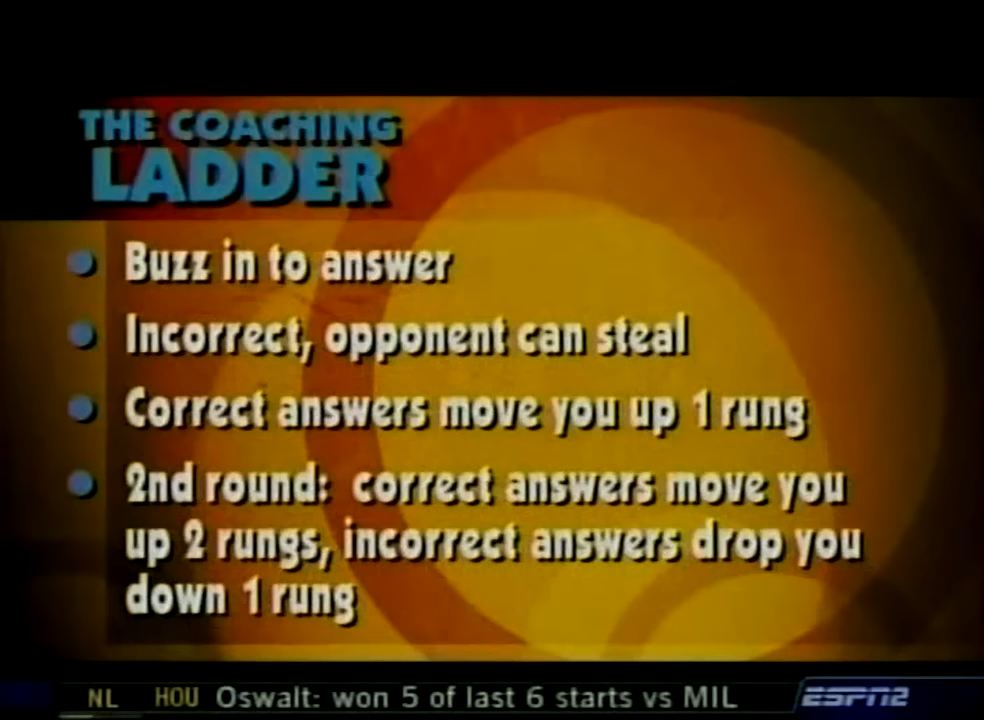 THE COACHING
LADDER
Buzz in to answer
Incorrect, opponent can steal
Correct answers move you up 1 rung
2nd round: correct answers move you
up 2 rungs, incorrect answers drop you
down 1 rung
NL HOU Oswalt: won 5 of last 6 starts vs MIL ESPN2